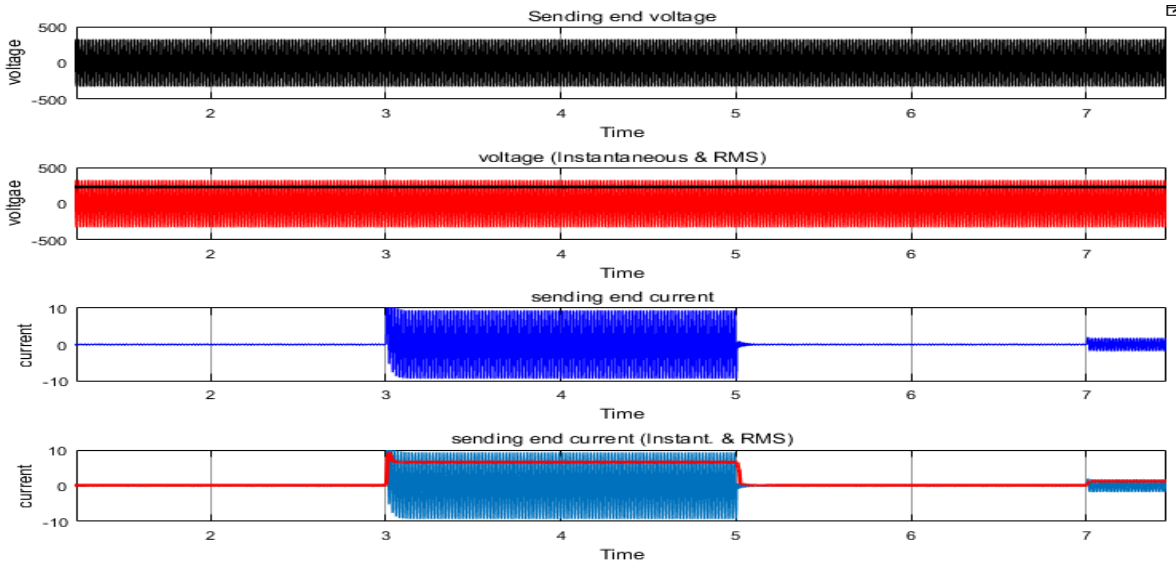 Sending end voltage
500
0
-500
voltage
2 3 4 5 6 7
Time
voltage (Instantaneous & RMS)
500
0
-500
voltgae
2 3 4 5 6 7
Time
sending end current
10
0
-10
current
2 3 4 5 6 7
Time
sending end current (Instant. & RMS)
10
0
-10
current
2 3 4 5 6 7
Time